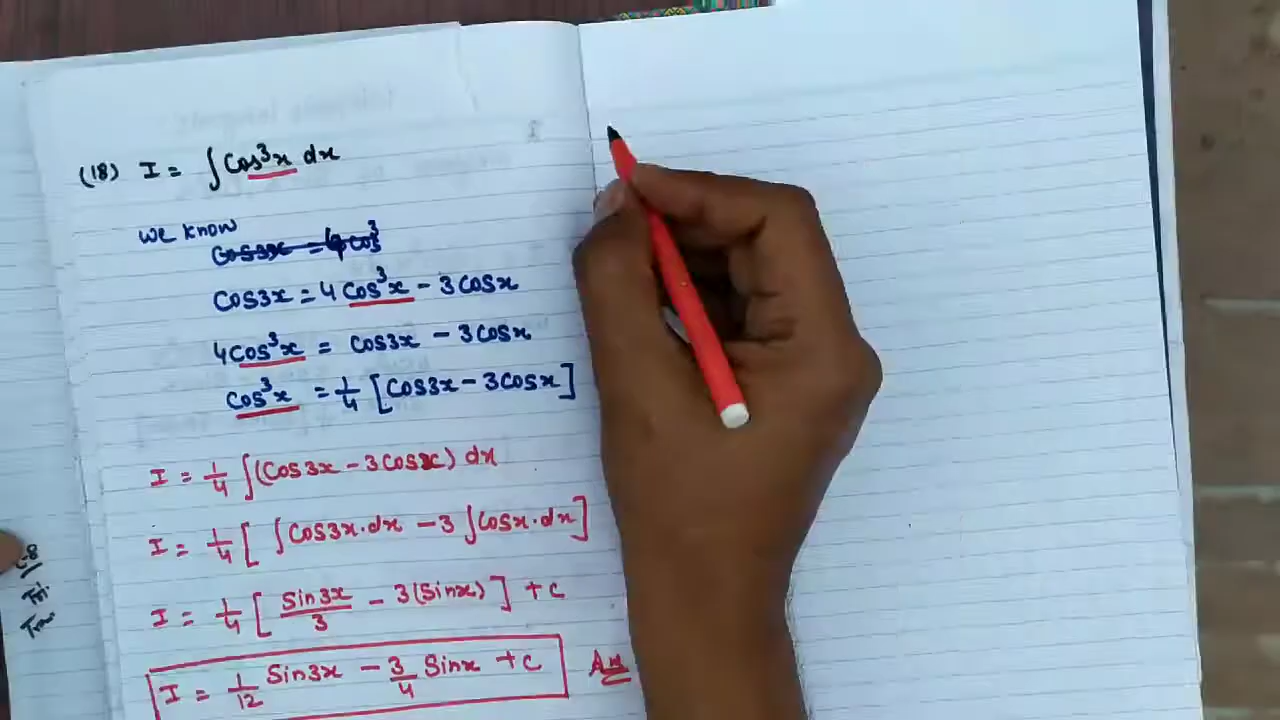 (18) I = ∫ Cos³x dx
We know
Cos3x = 4Cos³
Cos3x = 4Cos³x - 3Cosx
4Cos³x = Cos3x - 3Cosx
Cos³x = 1/4 [Cos3x - 3Cosx]
I = 1/4 ∫(Cos3x - 3Cosx) dx
I = 1/4 [ ∫Cos3x·dx - 3∫Cosx·dx ]
I = 1/4 [ Sin3x/3 - 3(Sinx) ] + C
I = 1/12 Sin3x - 3/4 Sinx + C Ans